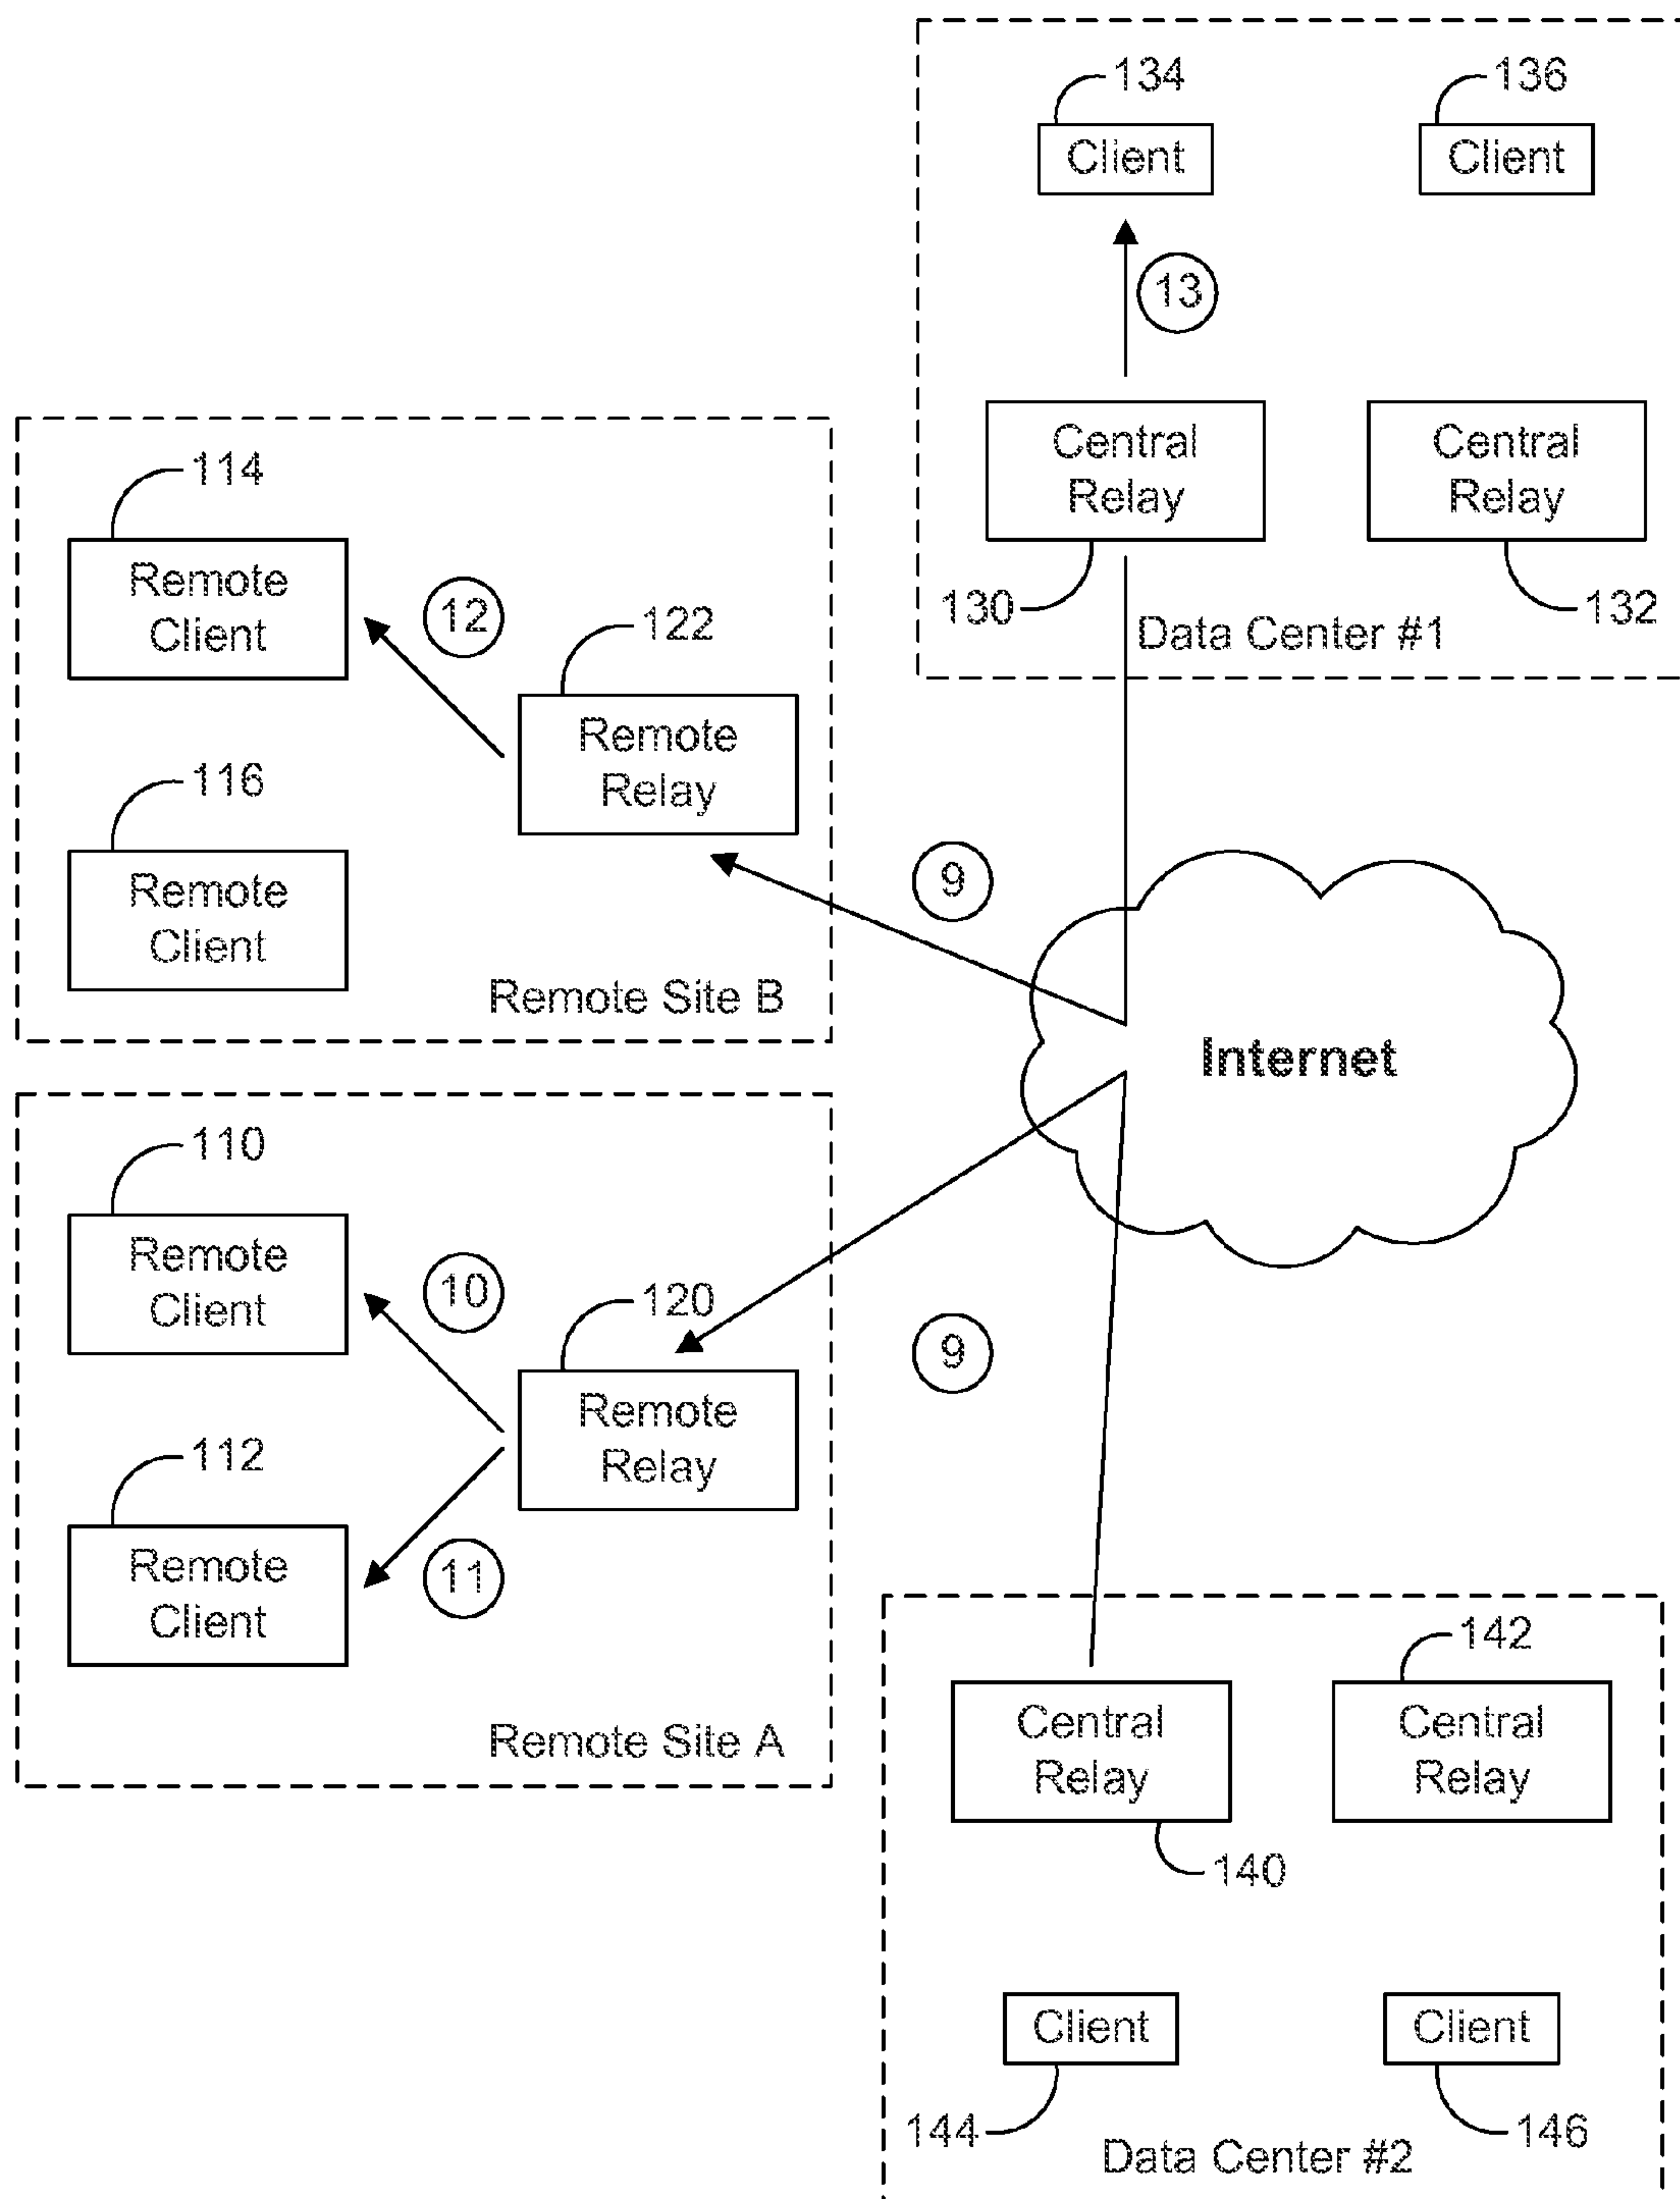 134
136
Client
Client
13
Central
Relay
Central
Relay
130
132
Data Center #1
114
Remote
Client
12
122
Remote
Relay
116
Remote
Client
Remote Site B
9
Internet
110
Remote
Client
10
120
Remote
Relay
9
112
Remote
Client
11
Remote Site A
142
Central
Relay
Central
Relay
140
Client
Client
144
146
Data Center #2